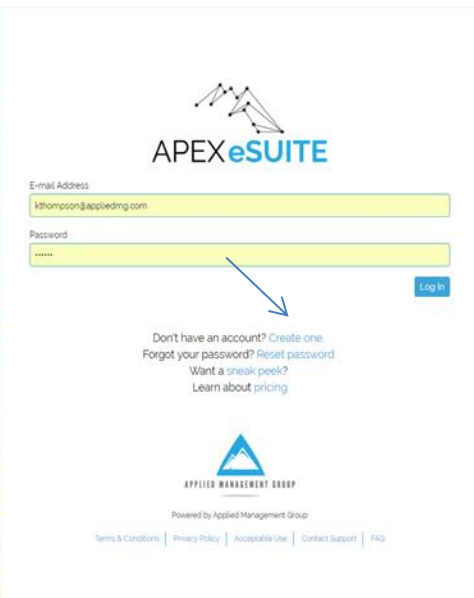 APEX eSUITE
E-mail Address
kthompson@appliedmg.com
Password
••••••
Log In
Don't have an account? Create one.
Forgot your password? Reset password
Want a sneak peek?
Learn about pricing.
APPLIED MANAGEMENT GROUP
Powered by Applied Management Group
Terms & Conditions | Privacy Policy | Acceptable Use | Contact Support | FAQ